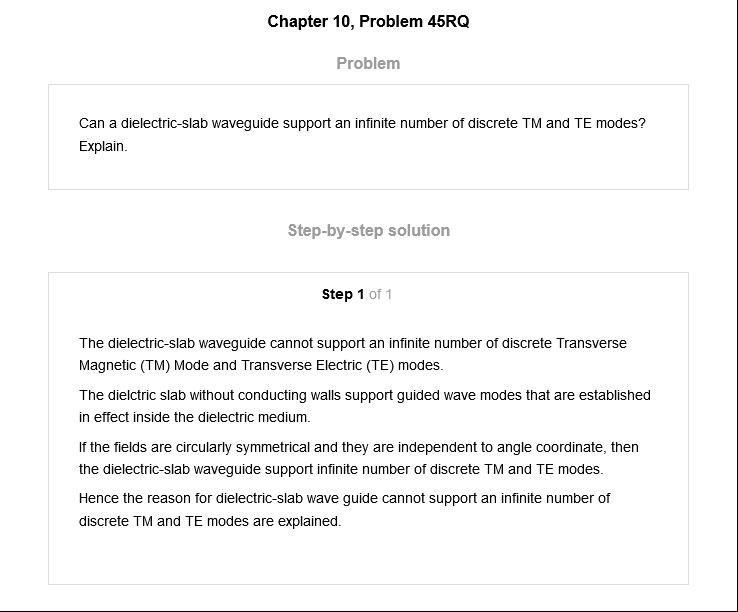 Chapter 10, Problem 45RQ
Problem
Can a dielectric-slab waveguide support an infinite number of discrete TM and TE modes?
Explain.
Step-by-step solution
Step 1 of 1
The dielectric-slab waveguide cannot support an infinite number of discrete Transverse
Magnetic (TM) Mode and Transverse Electric (TE) modes.
The dielctric slab without conducting walls support guided wave modes that are established
in effect inside the dielectric medium.
If the fields are circularly symmetrical and they are independent to angle coordinate, then
the dielectric-slab waveguide support infinite number of discrete TM and TE modes.
Hence the reason for dielectric-slab wave guide cannot support an infinite number of
discrete TM and TE modes are explained.